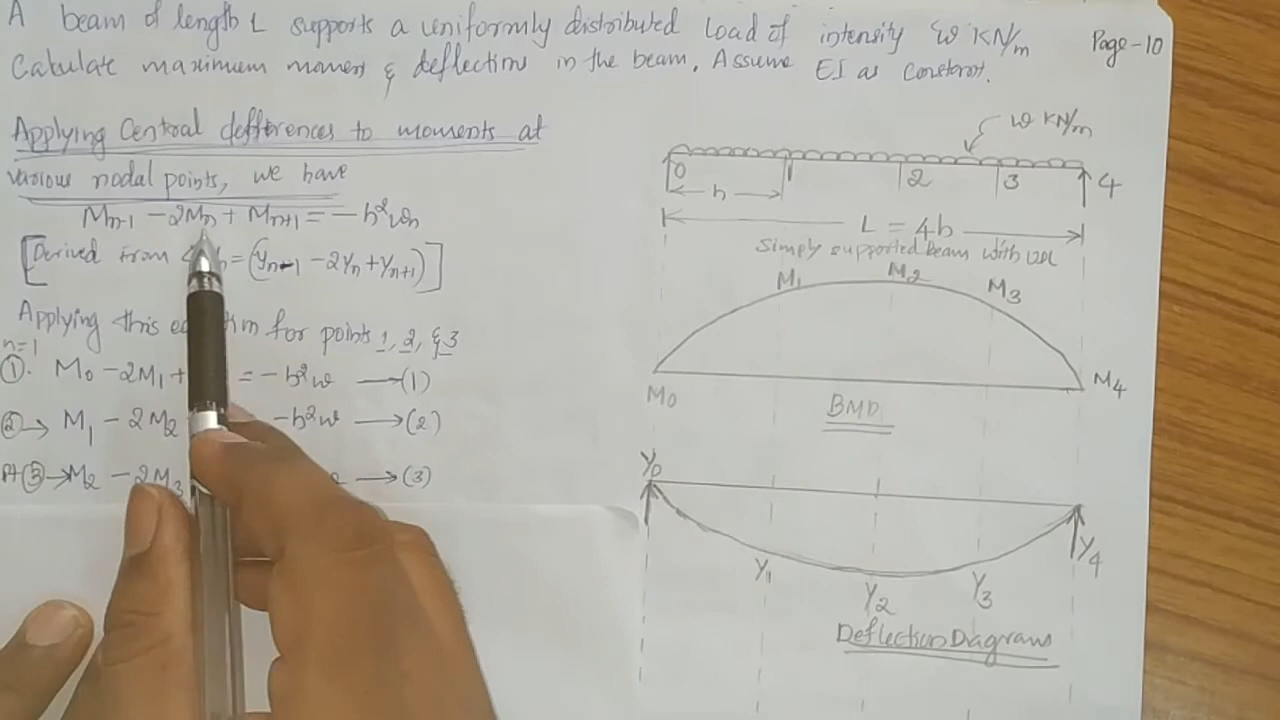 A beam of length L supports a uniformly distributed Load of intensity w KN/m
Calculate maximum moment & deflections in the beam. Assume EI as constant.
Page-10
Applying Central defferences to moments at
various nodal points, we have
Mn-1 - 2Mn + Mn+1 = -h²wn
[Derived from = (yn-1 - 2yn + yn+1)]
Applying this for points 1, 2, & 3
n=1
①. M0 - 2M1 + = -h²w → (1)
② → M1 - 2M2 -h²w → (2)
Pt ③ → M2 - 2M3 → (3)
w KN/m
0 1 2 3 4
h
L = 4h
Simply supported beam with UDL
M1 M2 M3
M0 M4
BMD
Y0 Y4
Y1 Y2 Y3
Deflection Diagrams